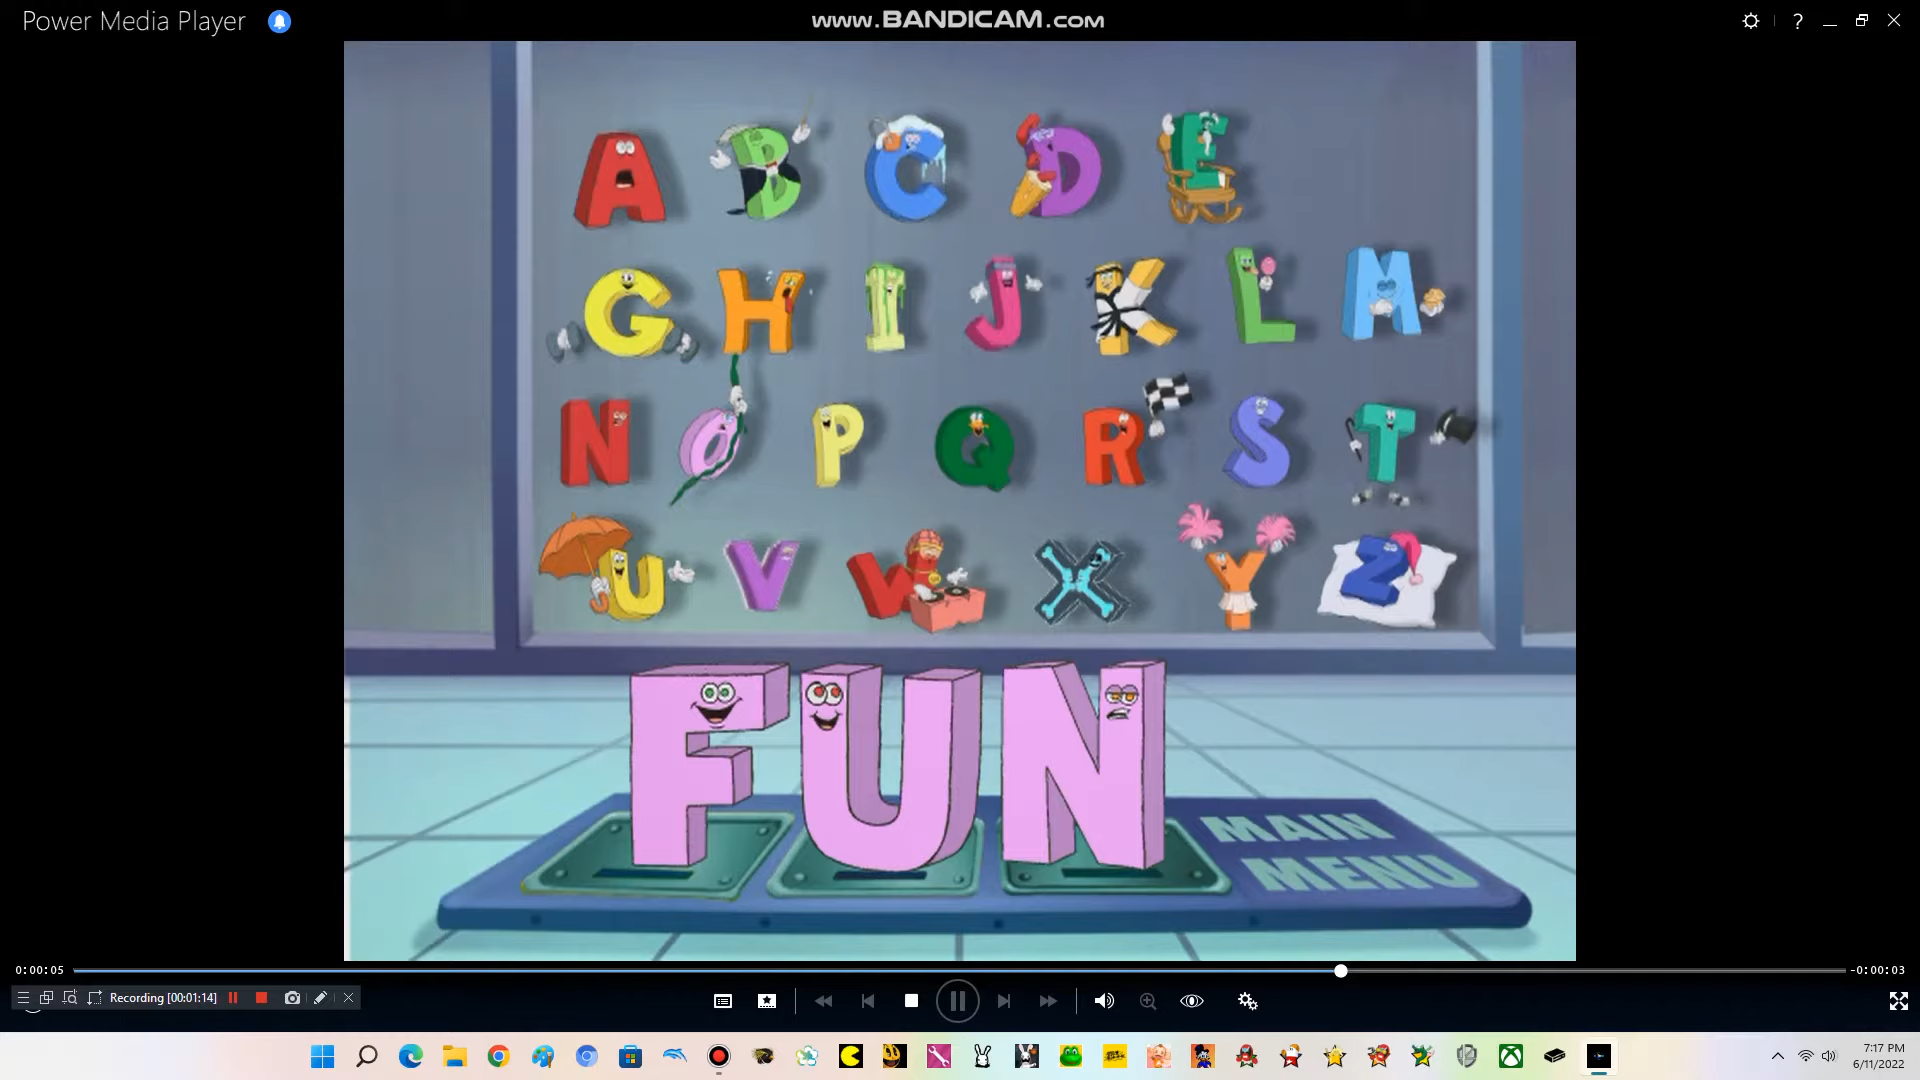 Power Media Player
www.BANDICAM.com
?
A B C D E
G H I J K L M
N O P Q R S T
U V W X Y Z
FUN
MAIN
MENU
0:00:05
-0:00:03
Recording [00:01:14]
7:17 PM
6/11/2022